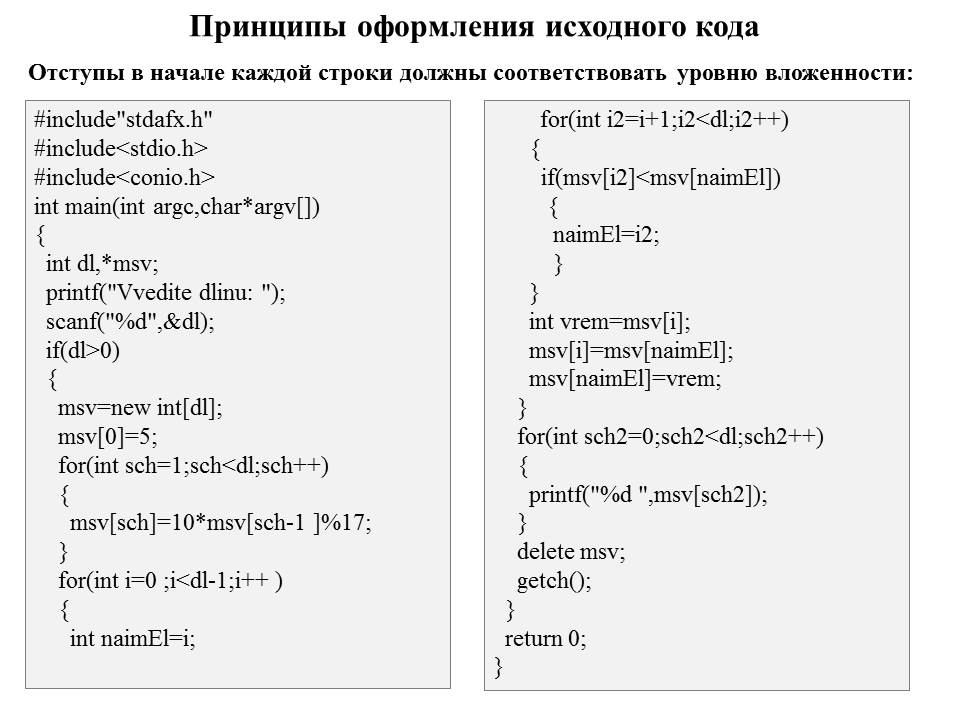 Принципы оформления исходного кода
Отступы в начале каждой строки должны соответствовать уровню вложенности:
#include"stdafx.h"
#include<stdio.h>
#include<conio.h>
int main(int argc,char*argv[])
{
  int dl,*msv;
  printf("Vvedite dlinu: ");
  scanf("%d",&dl);
  if(dl>0)
  {
    msv=new int[dl];
    msv[0]=5;
    for(int sch=1;sch<dl;sch++)
    {
      msv[sch]=10*msv[sch-1 ]%17;
    }
    for(int i=0 ;i<dl-1;i++ )
    {
      int naimEl=i;
        for(int i2=i+1;i2<dl;i2++)
      {
        if(msv[i2]<msv[naimEl])
         {
          naimEl=i2;
          }
      }
      int vrem=msv[i];
      msv[i]=msv[naimEl];
      msv[naimEl]=vrem;
    }
    for(int sch2=0;sch2<dl;sch2++)
    {
      printf("%d ",msv[sch2]);
    }
    delete msv;
    getch();
  }
  return 0;
}